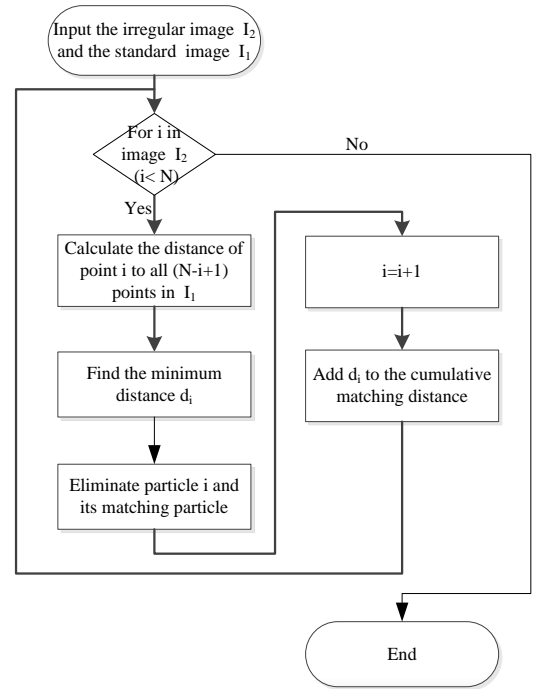 Input the irregular image I₂
and the standard image I₁
For i in
image I₂
(i< N)
No
Yes
Calculate the distance of
point i to all (N-i+1)
points in I₁
Find the minimum
distance dᵢ
Eliminate particle i and
its matching particle
i=i+1
Add dᵢ to the cumulative
matching distance
End